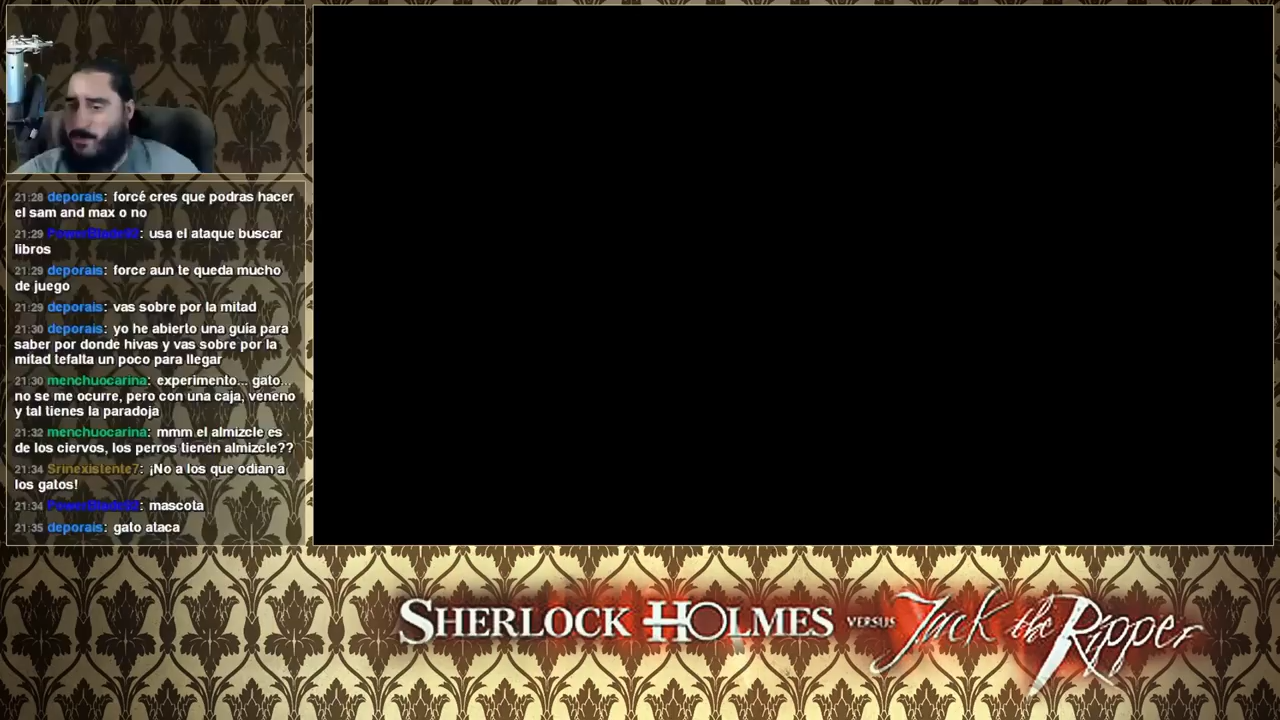 21:28 deporais: forcé cres que podras hacer
el sam and max o no
21:29 PowerBlade92: usa el ataque buscar
libros
21:29 deporais: force aun te queda mucho
de juego
21:29 deporais: vas sobre por la mitad
21:30 deporais: yo he abierto una guía para
saber por donde hivas y vas sobre por la
mitad tefalta un poco para llegar
21:30 menchuocarina: experimento... gato...
no se me ocurre, pero con una caja, veneno
y tal tienes la paradoja
21:32 menchuocarina: mmm el almizcle es
de los ciervos, los perros tienen almizcle??
21:34 Srinexistente7: ¡No a los que odian a
los gatos!
21:34 mascota
21:35 deporais: gato ataca
SHERLOCK HOLMES VERSUS Jack the Ripper